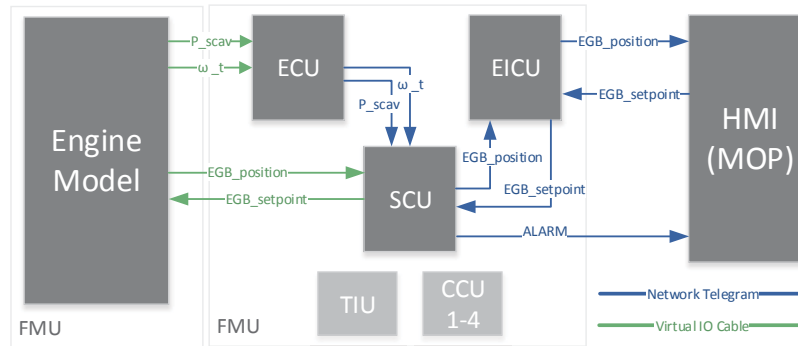 P_scav
ω_t
ECU
EICU
EGB_position
EGB_setpoint
ω_t
P_scav
Engine
Model
HMI
(MOP)
EGB_position
EGB_position
EGB_setpoint
EGB_setpoint
SCU
ALARM
TIU
CCU
1-4
Network Telegram
Virtual IO Cable
FMU
FMU